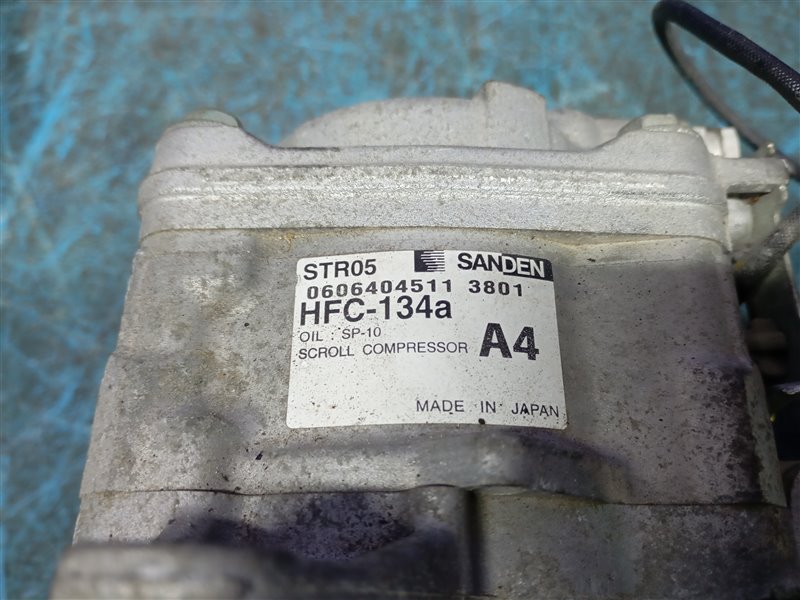 STR05 SANDEN
0606404511 3801
HFC-134a
OIL : SP-10
SCROLL COMPRESSOR A4
MADE IN JAPAN